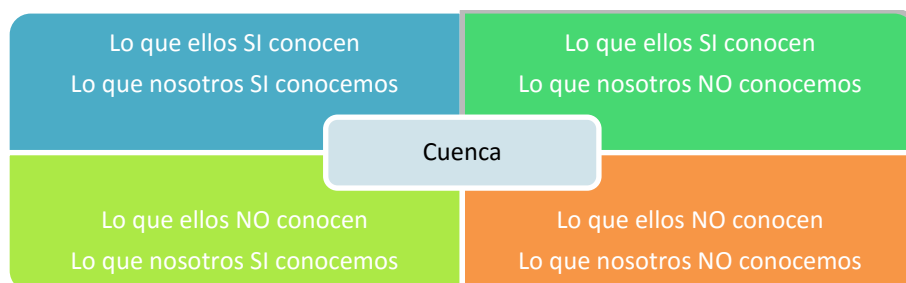 Lo que ellos SI conocen
Lo que nosotros SI conocemos
Lo que ellos SI conocen
Lo que nosotros NO conocemos
Cuenca
Lo que ellos NO conocen
Lo que nosotros SI conocemos
Lo que ellos NO conocen
Lo que nosotros NO conocemos